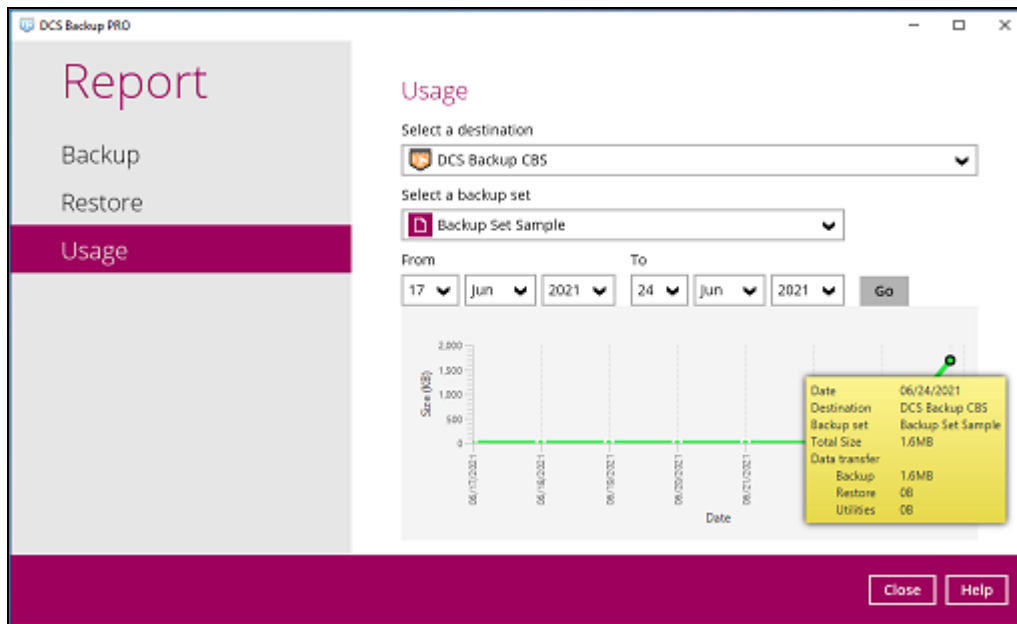 DCS Backup PRO
Report
Backup
Restore
Usage
Usage
Select a destination
DCS Backup CBS
Select a backup set
Backup Set Sample
From To
17 Jun 2021 24 Jun 2021 Go
2,000
1,500
1,000
500
0
Size (KB)
06/17/2021
06/18/2021
06/19/2021
06/20/2021
06/21/2021
Date
Date 06/24/2021
Destination DCS Backup CBS
Backup set Backup Set Sample
Total Size 1.6MB
Data transfer
Backup 1.6MB
Restore 0B
Utilities 0B
Close Help